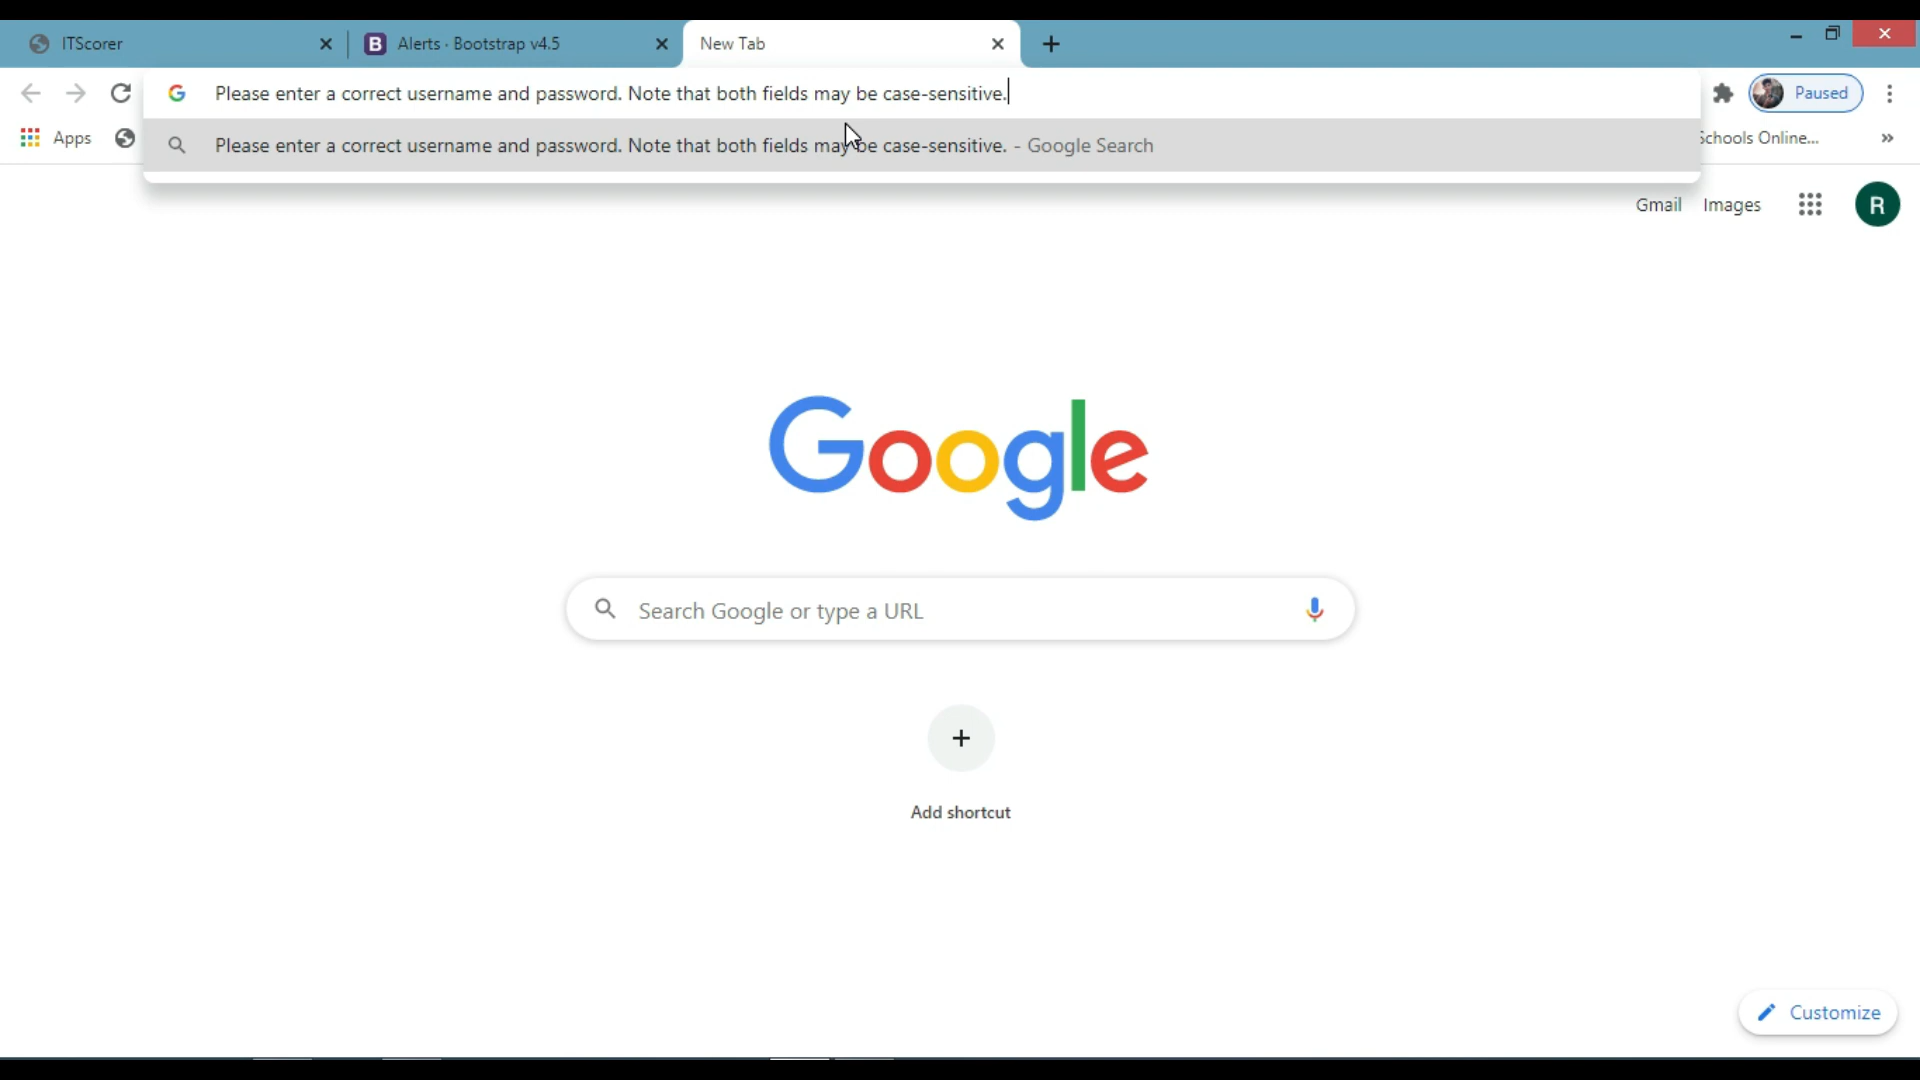 ITScorer
Alerts · Bootstrap v4.5
New Tab
Please enter a correct username and password. Note that both fields may be case-sensitive.
Paused
Apps
Please enter a correct username and password. Note that both fields may be case-sensitive. - Google Search
Schools Online...
Gmail Images
R
Google
Search Google or type a URL
Add shortcut
Customize